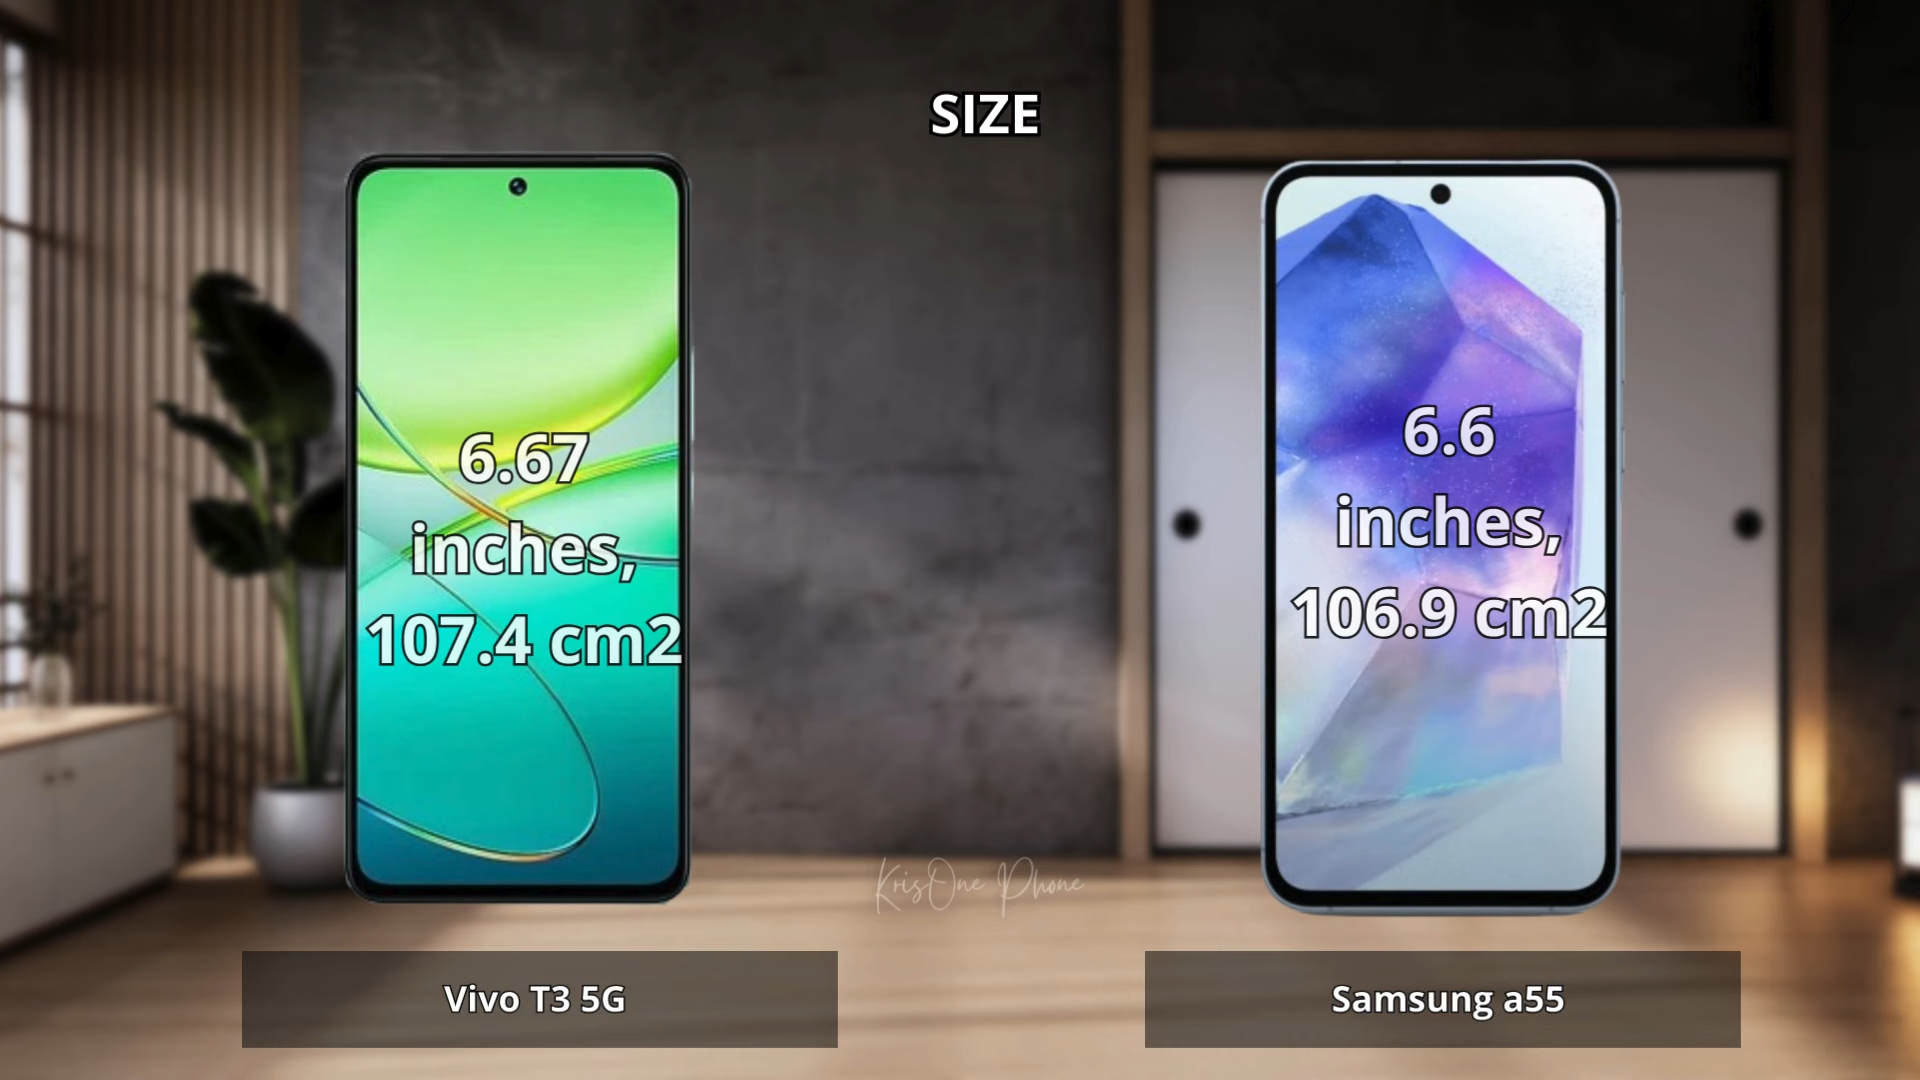 SIZE
6.67
inches,
107.4 cm2
6.6
inches,
106.9 cm2
KrisOne Phone
Vivo T3 5G
Samsung a55